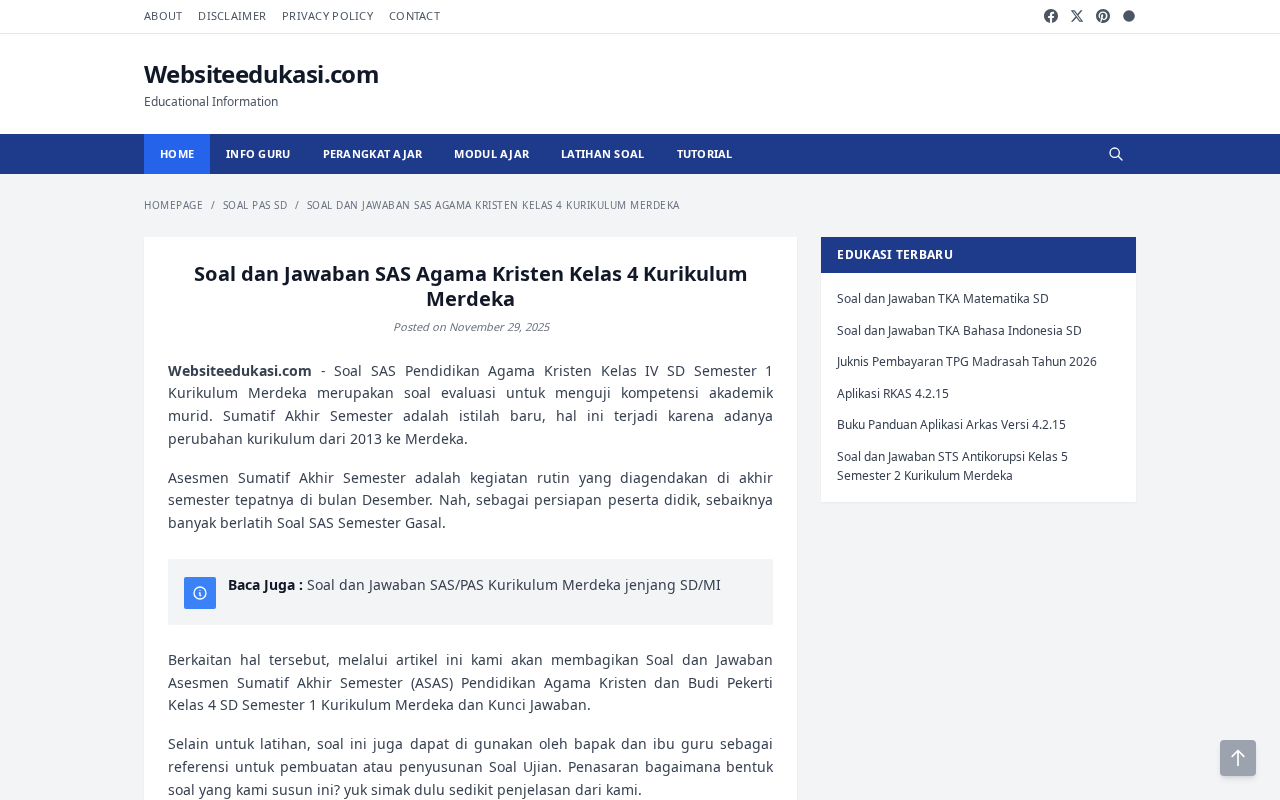 ABOUT DISCLAIMER PRIVACY POLICY CONTACT
Websiteedukasi.com
Educational Information
HOME INFO GURU PERANGKAT AJAR MODUL AJAR LATIHAN SOAL TUTORIAL
HOMEPAGE / SOAL PAS SD / SOAL DAN JAWABAN SAS AGAMA KRISTEN KELAS 4 KURIKULUM MERDEKA
Soal dan Jawaban SAS Agama Kristen Kelas 4 Kurikulum
Merdeka
Posted on November 29, 2025
Websiteedukasi.com - Soal SAS Pendidikan Agama Kristen Kelas IV SD Semester 1
Kurikulum Merdeka merupakan soal evaluasi untuk menguji kompetensi akademik
murid. Sumatif Akhir Semester adalah istilah baru, hal ini terjadi karena adanya
perubahan kurikulum dari 2013 ke Merdeka.
Asesmen Sumatif Akhir Semester adalah kegiatan rutin yang diagendakan di akhir
semester tepatnya di bulan Desember. Nah, sebagai persiapan peserta didik, sebaiknya
banyak berlatih Soal SAS Semester Gasal.
Baca Juga : Soal dan Jawaban SAS/PAS Kurikulum Merdeka jenjang SD/MI
Berkaitan hal tersebut, melalui artikel ini kami akan membagikan Soal dan Jawaban
Asesmen Sumatif Akhir Semester (ASAS) Pendidikan Agama Kristen dan Budi Pekerti
Kelas 4 SD Semester 1 Kurikulum Merdeka dan Kunci Jawaban.
Selain untuk latihan, soal ini juga dapat di gunakan oleh bapak dan ibu guru sebagai
referensi untuk pembuatan atau penyusunan Soal Ujian. Penasaran bagaimana bentuk
soal yang kami susun ini? yuk simak dulu sedikit penjelasan dari kami.
EDUKASI TERBARU
Soal dan Jawaban TKA Matematika SD
Soal dan Jawaban TKA Bahasa Indonesia SD
Juknis Pembayaran TPG Madrasah Tahun 2026
Aplikasi RKAS 4.2.15
Buku Panduan Aplikasi Arkas Versi 4.2.15
Soal dan Jawaban STS Antikorupsi Kelas 5
Semester 2 Kurikulum Merdeka